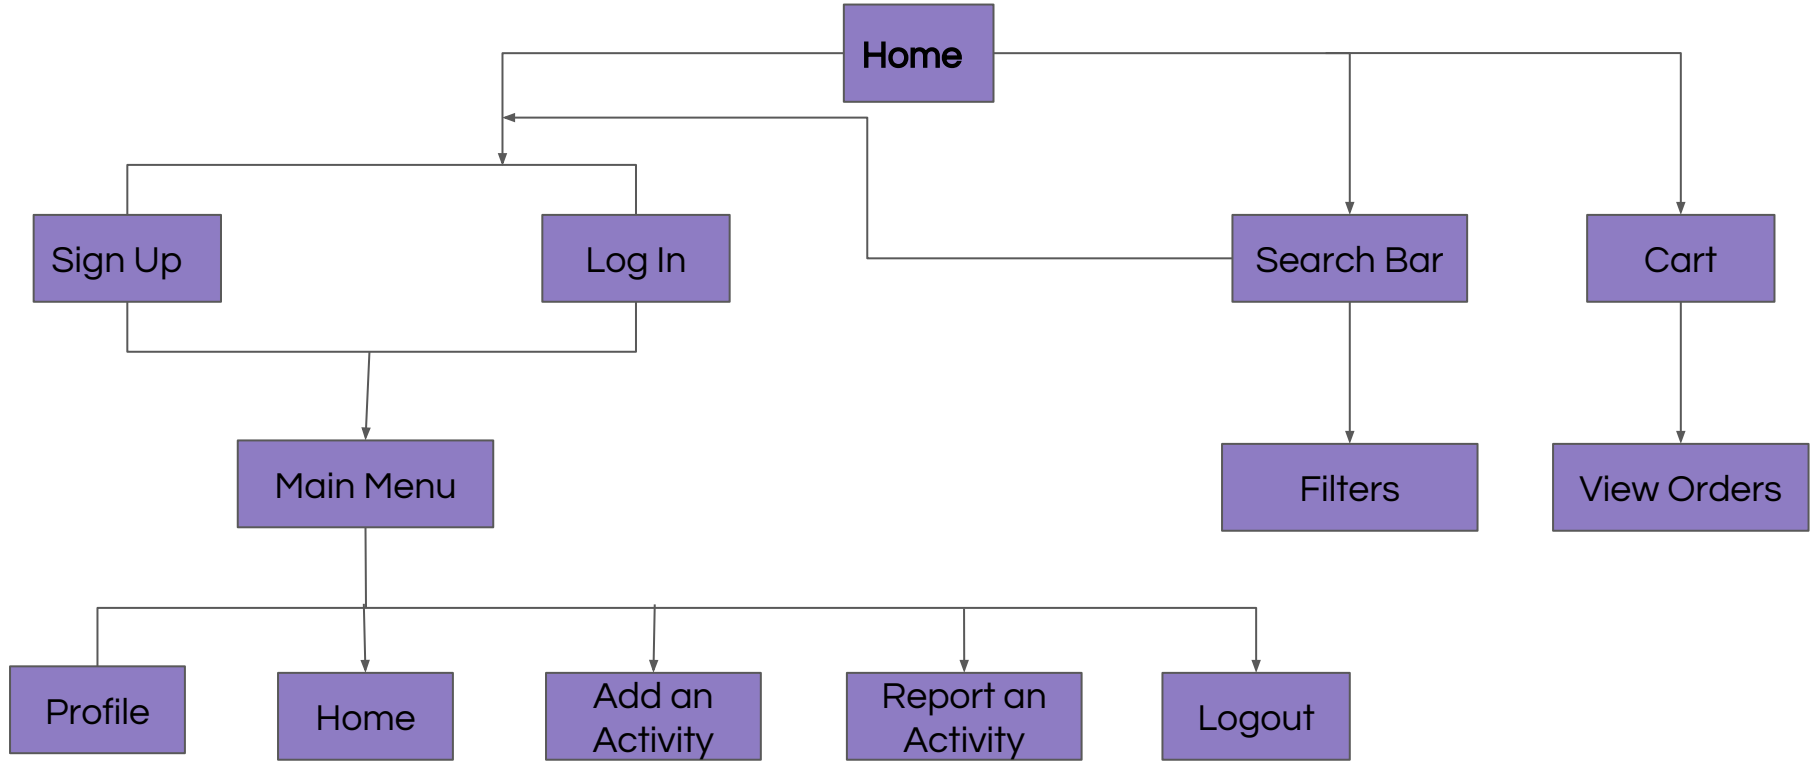 Home
Sign Up
Log In
Search Bar
Cart
Main Menu
Filters
View Orders
Profile
Home
Add an
Activity
Report an
Activity
Logout